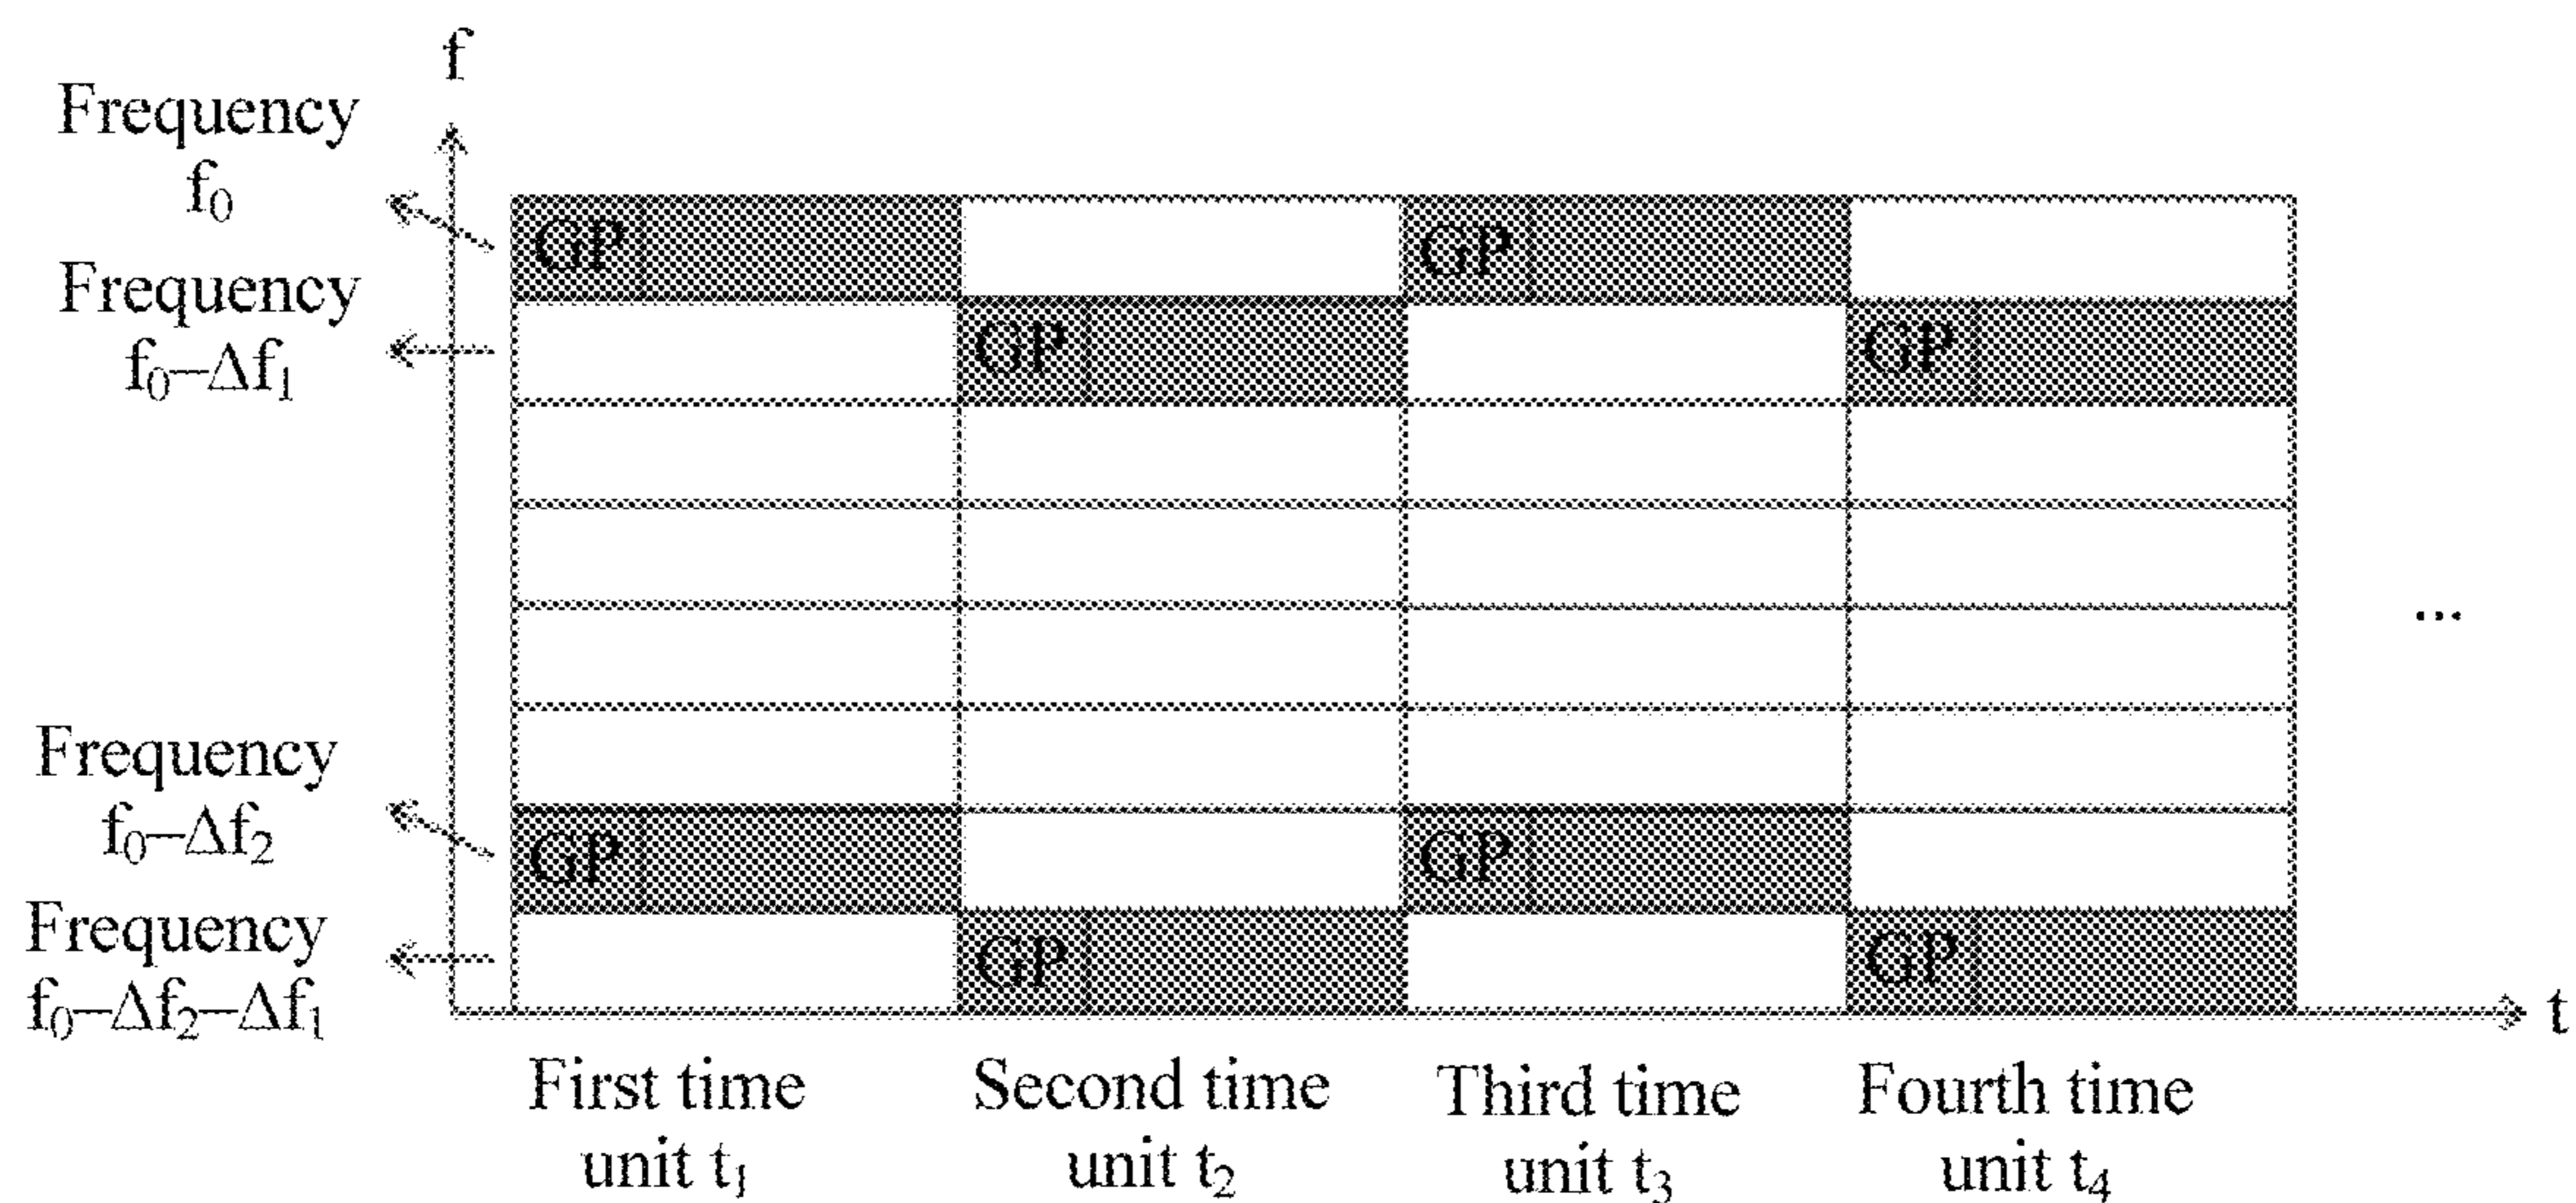 f
Frequency
f₀
Frequency
f₀–Δf₁
Frequency
f₀–Δf₂
Frequency
f₀–Δf₂–Δf₁
GP
GP
GP
GP
GP
GP
GP
GP
...
t
First time
unit t₁
Second time
unit t₂
Third time
unit t₃
Fourth time
unit t₄